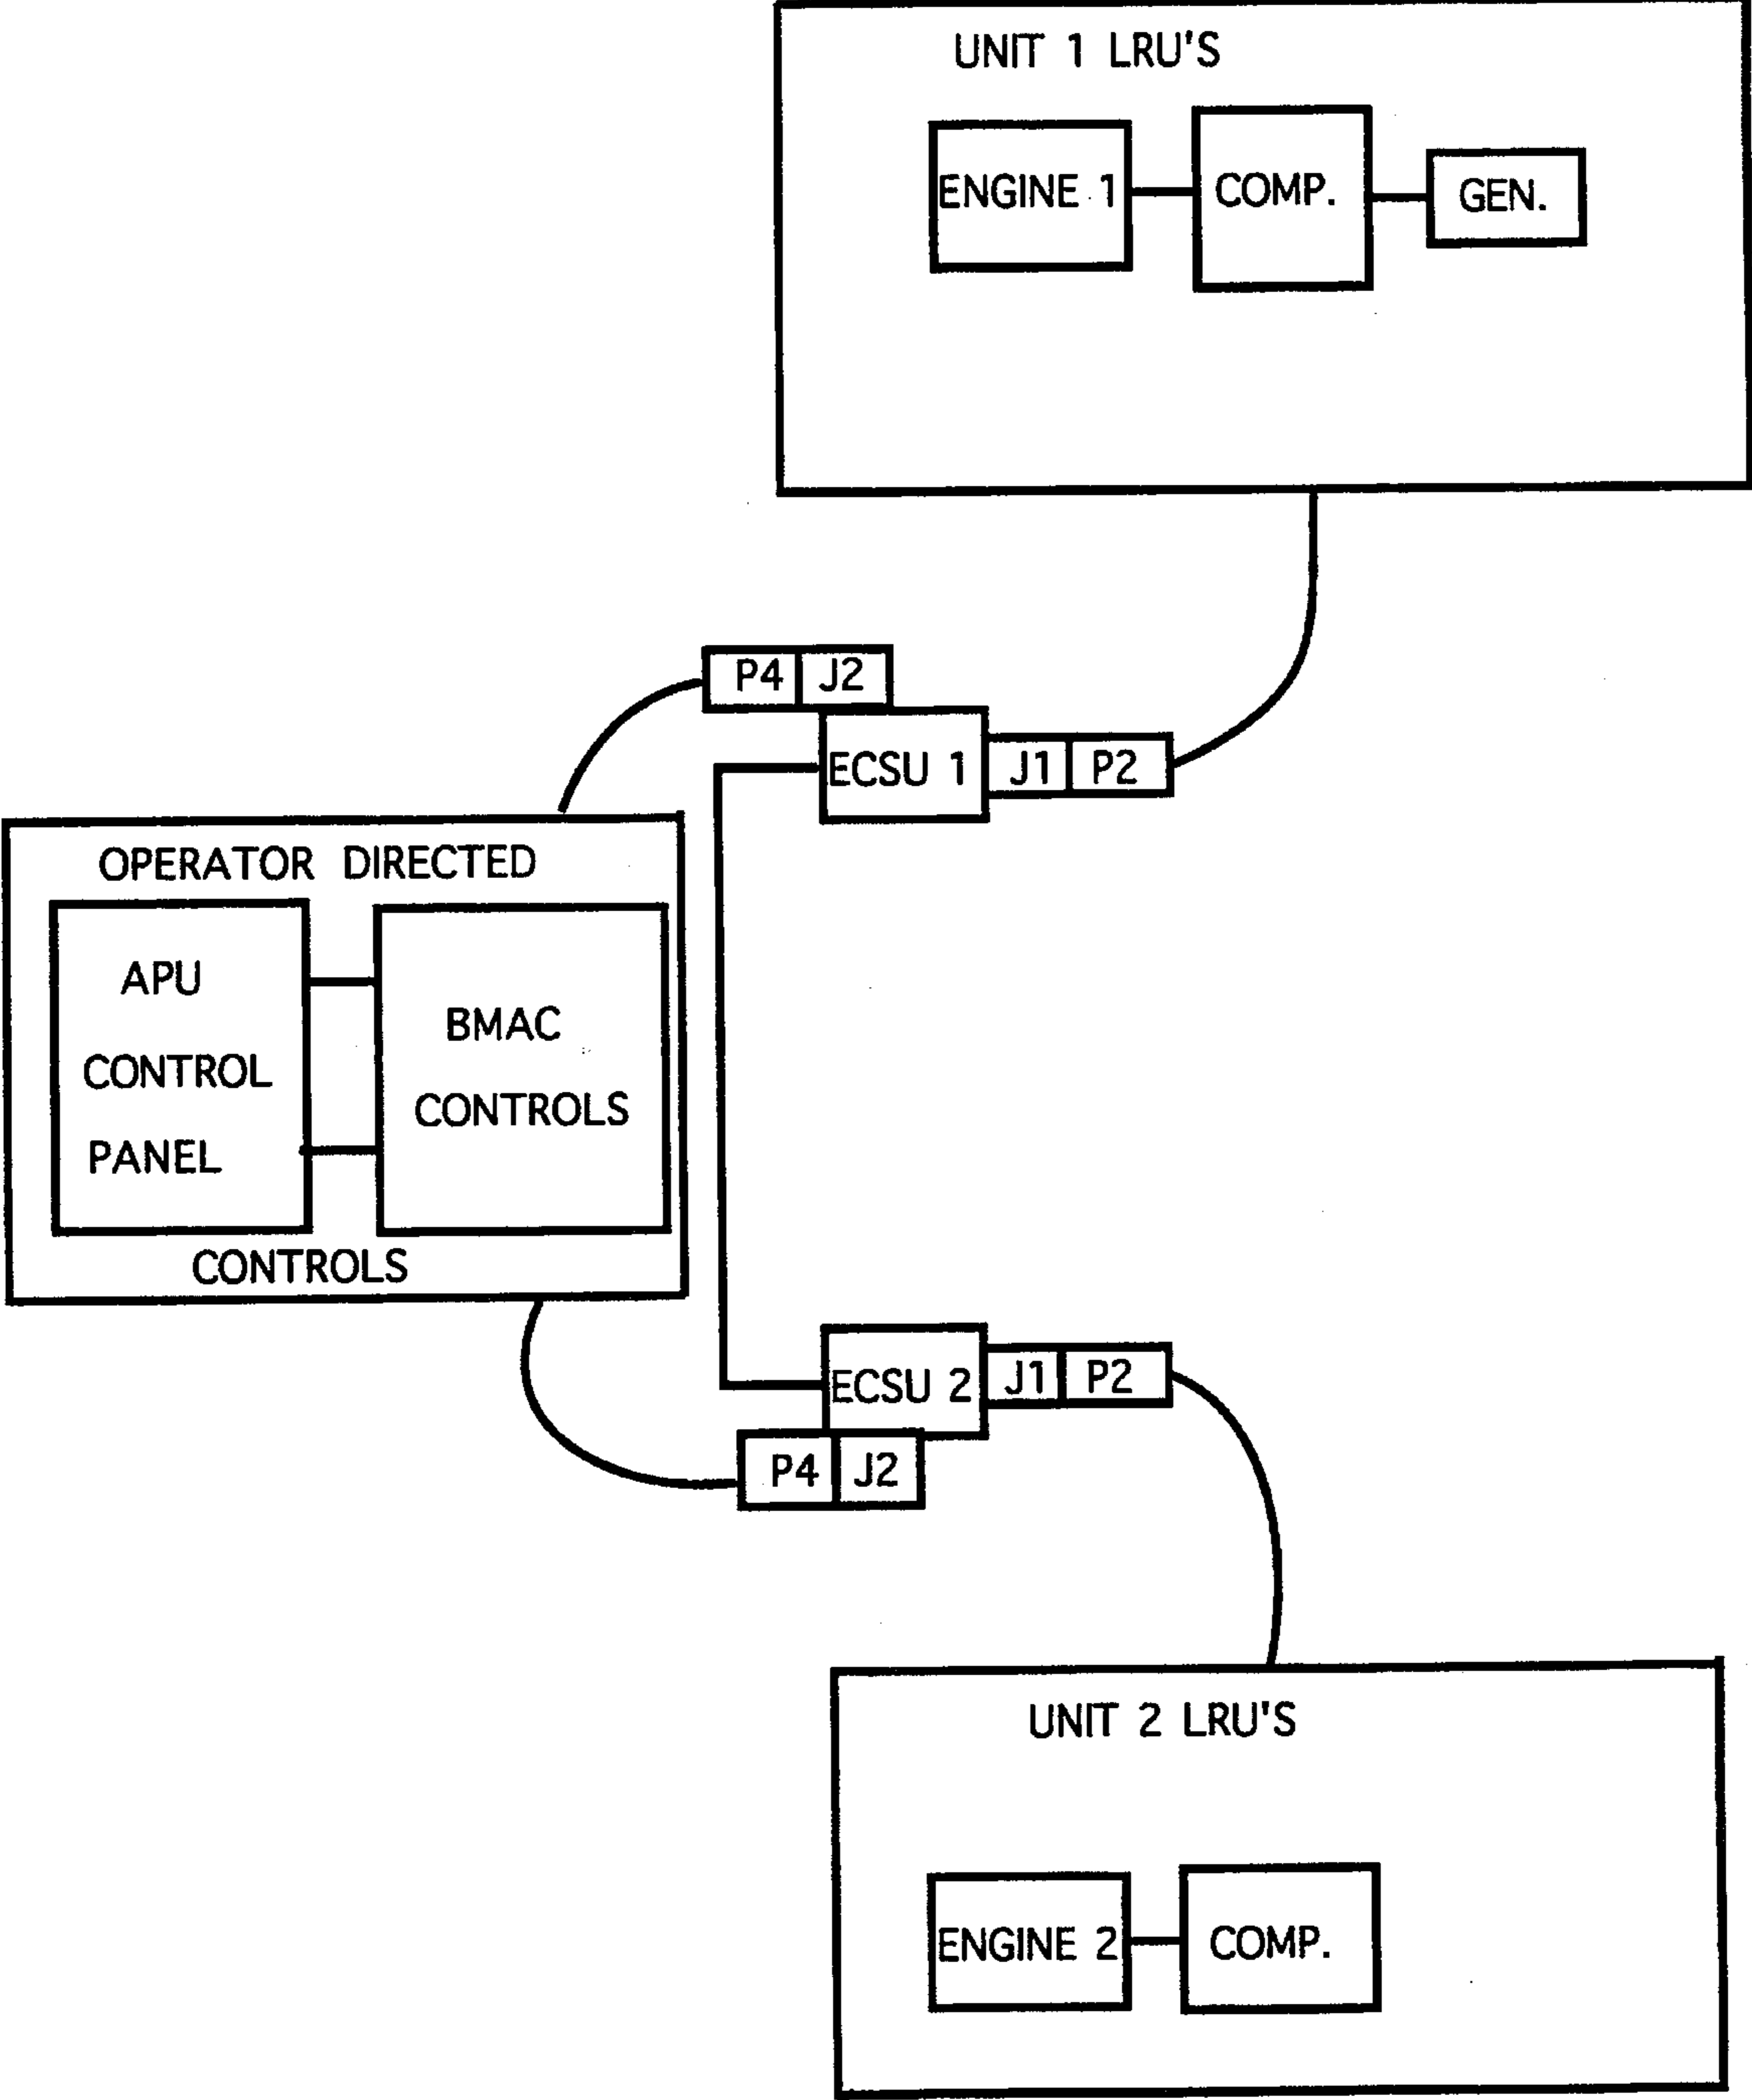 UNIT 1 LRU'S
ENGINE 1
COMP.
GEN.
P4
J2
ECSU 1
J1
P2
OPERATOR DIRECTED
APU
CONTROL
PANEL
BMAC
CONTROLS
CONTROLS
ECSU 2
J1
P2
P4
J2
UNIT 2 LRU'S
ENGINE 2
COMP.